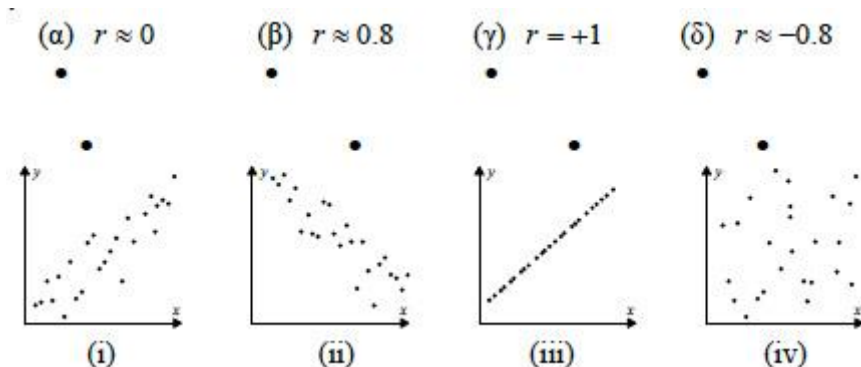 (α) r ≈ 0 (β) r ≈ 0.8 (γ) r = +1 (δ) r ≈ −0.8
y y y y
x x x x
(i) (ii) (iii) (iv)